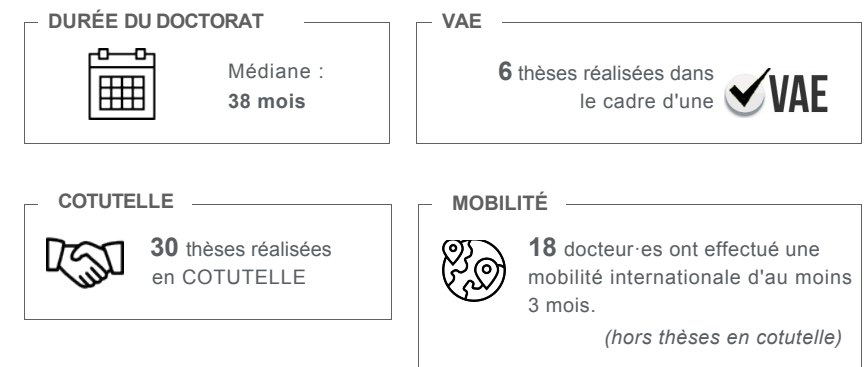 DURÉE DU DOCTORAT
Médiane :
38 mois
VAE
6 thèses réalisées dans
le cadre d'une VAE
COTUTELLE
30 thèses réalisées
en COTUTELLE
MOBILITÉ
18 docteur·es ont effectué une
mobilité internationale d'au moins
3 mois.
(hors thèses en cotutelle)